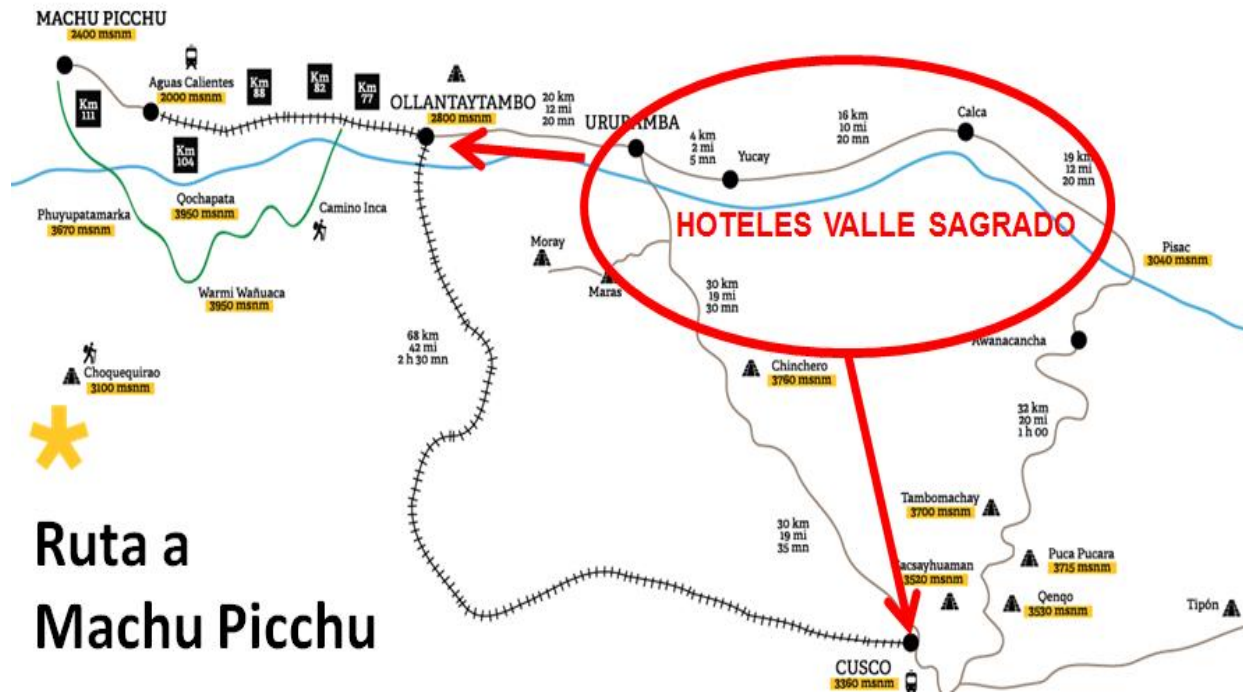 MACHU PICCHU
2400 msnm
Aguas Calientes
2000 msnm
Km
111
Km
88
Km
82
Km
77
Km
104
OLLANTAYTAMBO
2800 msnm
20 km
12 mi
20 mn
URUBAMBA
4 km
2 mi
5 mn
Yucay
16 km
10 mi
20 mn
Calca
19 km
12 mi
20 mn
Phuyupatamarka
3670 msnm
Qochapata
3950 msnm
Camino Inca
Warmi Wañuaca
3950 msnm
HOTELES VALLE SAGRADO
Moray
Maras
Pisac
3040 msnm
30 km
19 mi
30 mn
68 km
42 mi
2 h 30 mn
Choquequirao
3100 msnm
Chinchero
3760 msnm
Awanacancha
32 km
20 mi
1 h 00
Tambomachay
3700 msnm
30 km
19 mi
35 mn
Sacsayhuaman
3520 msnm
Puca Pucara
3715 msnm
Qenqo
3530 msnm
Tipón
CUSCO
3360 msnm
Ruta a
Machu Picchu